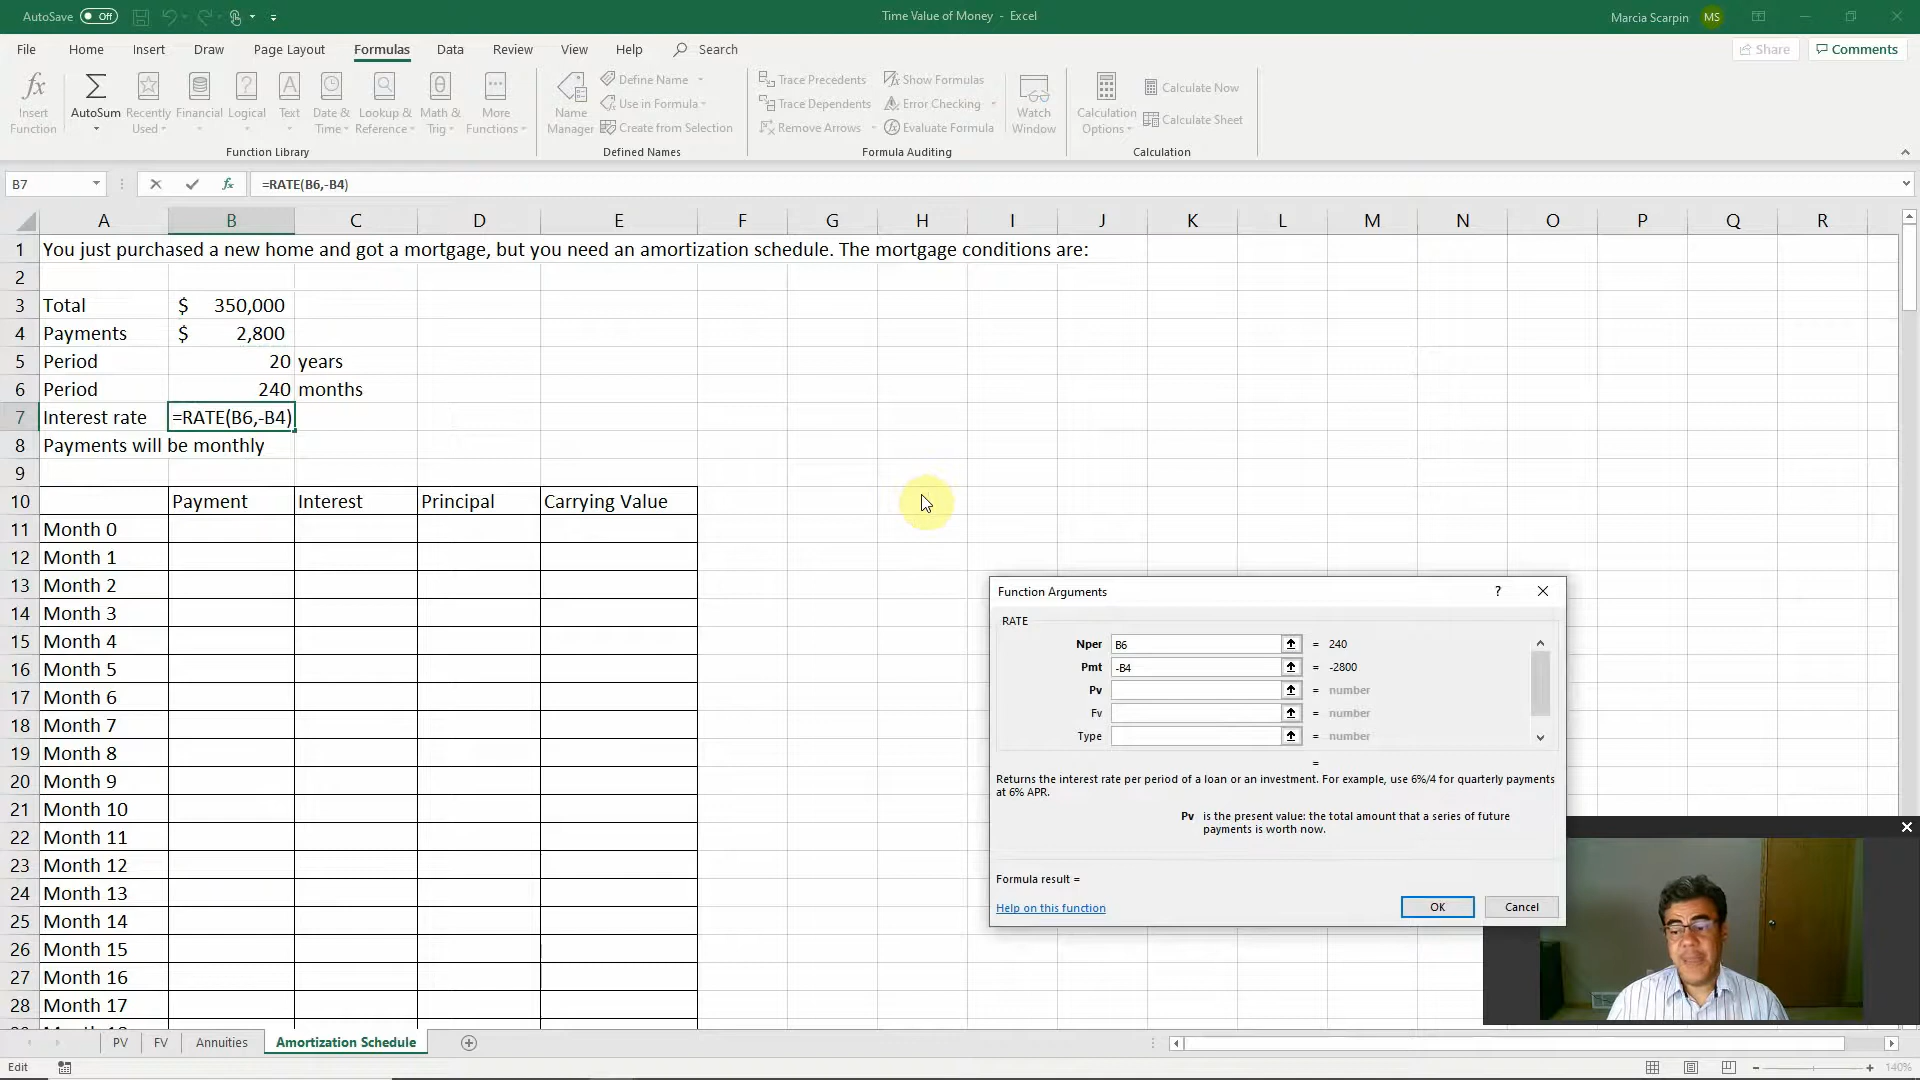 AutoSave Off
Time Value of Money - Excel
Marcia Scarpin MS
File Home Insert Draw Page Layout Formulas Data Review View Help Search
Share Comments
Insert Function
AutoSum
Recently Used
Financial
Logical
Text
Date & Time
Lookup & Reference
Math & Trig
More Functions
Function Library
Name Manager
Define Name
Use in Formula
Create from Selection
Defined Names
Trace Precedents
Trace Dependents
Remove Arrows
Show Formulas
Error Checking
Evaluate Formula
Formula Auditing
Watch Window
Calculation Options
Calculate Now
Calculate Sheet
Calculation
B7 fx =RATE(B6,-B4)
A B C D E F G H I J K L M N O P Q R
1 You just purchased a new home and got a mortgage, but you need an amortization schedule. The mortgage conditions are:
2
3 Total $ 350,000
4 Payments $ 2,800
5 Period 20 years
6 Period 240 months
7 Interest rate =RATE(B6,-B4)
8 Payments will be monthly
9
10 Payment Interest Principal Carrying Value
11 Month 0
12 Month 1
13 Month 2
14 Month 3
15 Month 4
16 Month 5
17 Month 6
18 Month 7
19 Month 8
20 Month 9
21 Month 10
22 Month 11
23 Month 12
24 Month 13
25 Month 14
26 Month 15
27 Month 16
28 Month 17
Function Arguments ?
RATE
Nper B6 = 240
Pmt -B4 = -2800
Pv = number
Fv = number
Type = number
=
Returns the interest rate per period of a loan or an investment. For example, use 6%/4 for quarterly payments
at 6% APR.
Pv is the present value: the total amount that a series of future
payments is worth now.
Formula result =
Help on this function
OK Cancel
PV FV Annuities Amortization Schedule
Edit
140%